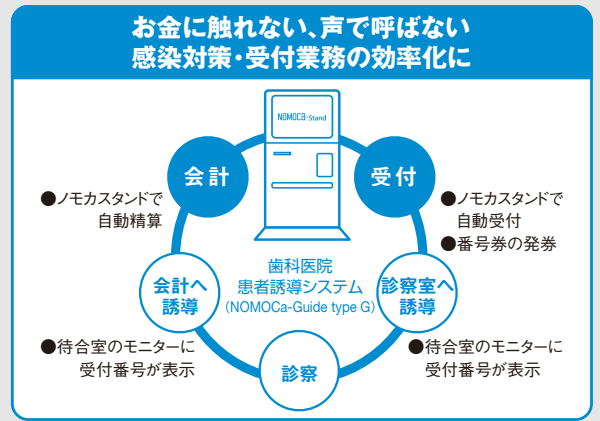 お金に触れない、声で呼ばない
感染対策・受付業務の効率化に
NOMOCa-Stand
会計
受付
●ノモカスタンドで
自動精算
●ノモカスタンドで
自動受付
●番号券の発券
歯科医院
患者誘導システム
(NOMOCa-Guide type G)
会計へ
誘導
診察室へ
誘導
●待合室のモニターに
受付番号が表示
●待合室のモニターに
受付番号が表示
診察